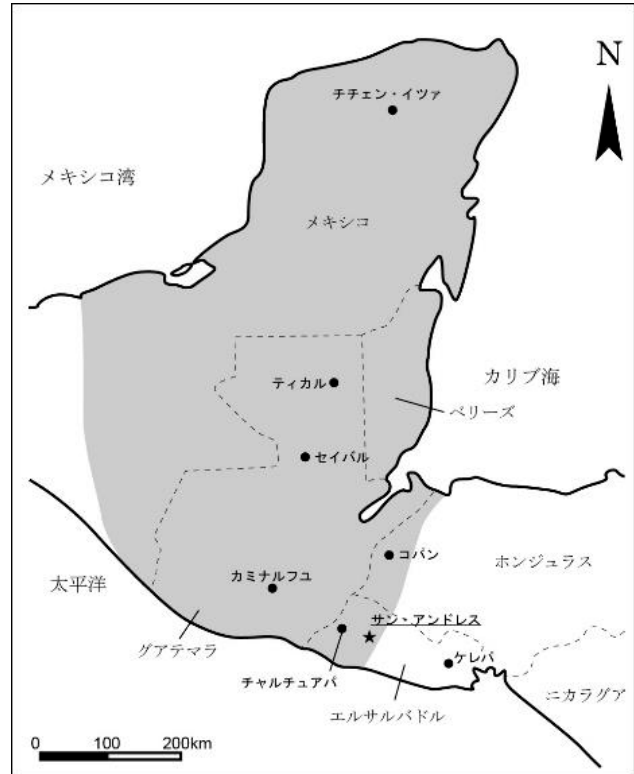 N
チチェン・イツァ
メキシコ湾
メキシコ
ティカル
カリブ海
ベリーズ
セイバル
コパン
ホンジュラス
太平洋
カミナルフユ
サン・アンドレス
グアテマラ
チャルチュアパ
ケレパ
ニカラグア
エルサルバドル
0 100 200km